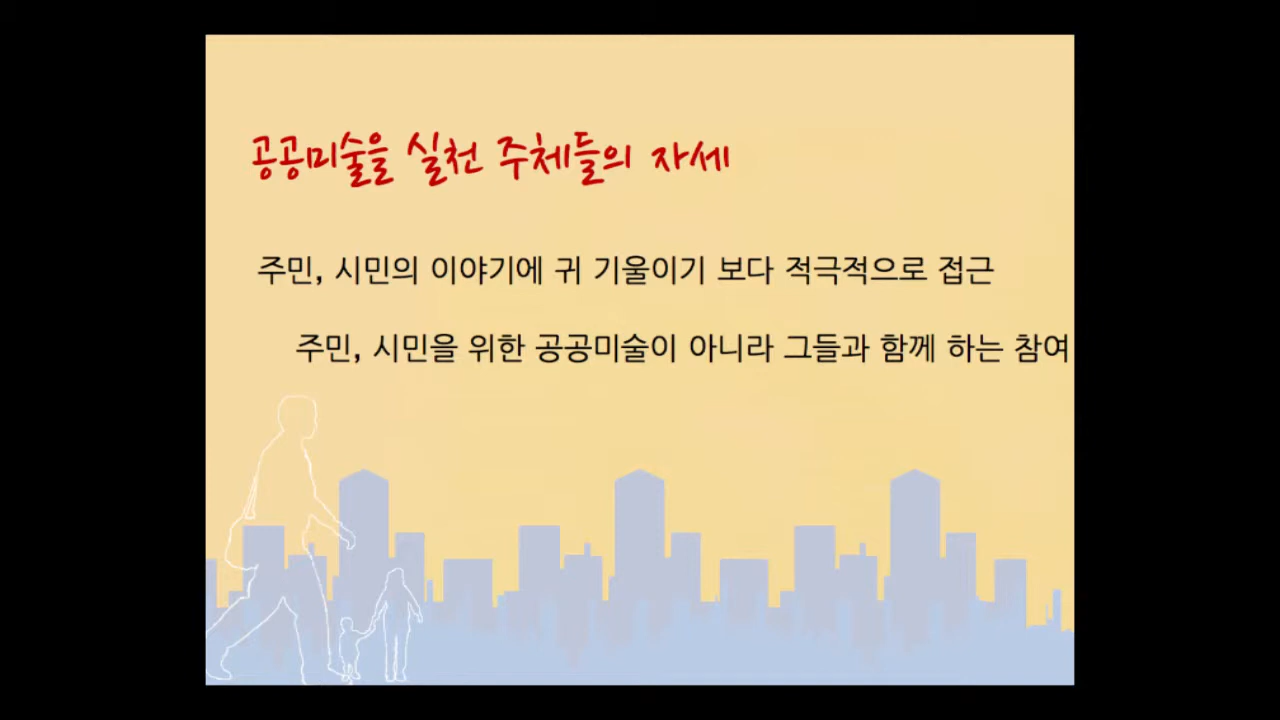 공공미술을 실천 주체들의 자세
주민, 시민의 이야기에 귀 기울이기 보다 적극적으로 접근
주민, 시민을 위한 공공미술이 아니라 그들과 함께 하는 참여